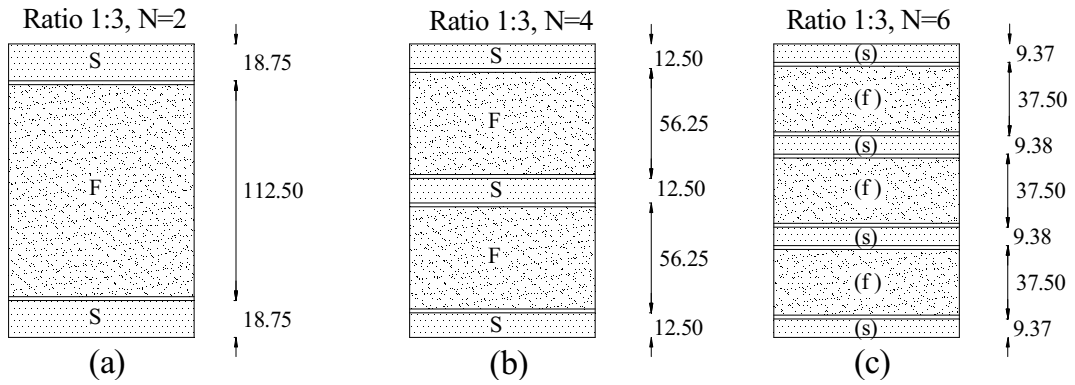 Ratio 1:3, N=2
S
18.75
F
112.50
S
18.75
(a)
Ratio 1:3, N=4
S
12.50
F
56.25
S
12.50
F
56.25
S
12.50
(b)
Ratio 1:3, N=6
(s)
9.37
(f )
37.50
(s)
9.38
(f )
37.50
(s)
9.38
(f )
37.50
(s)
9.37
(c)